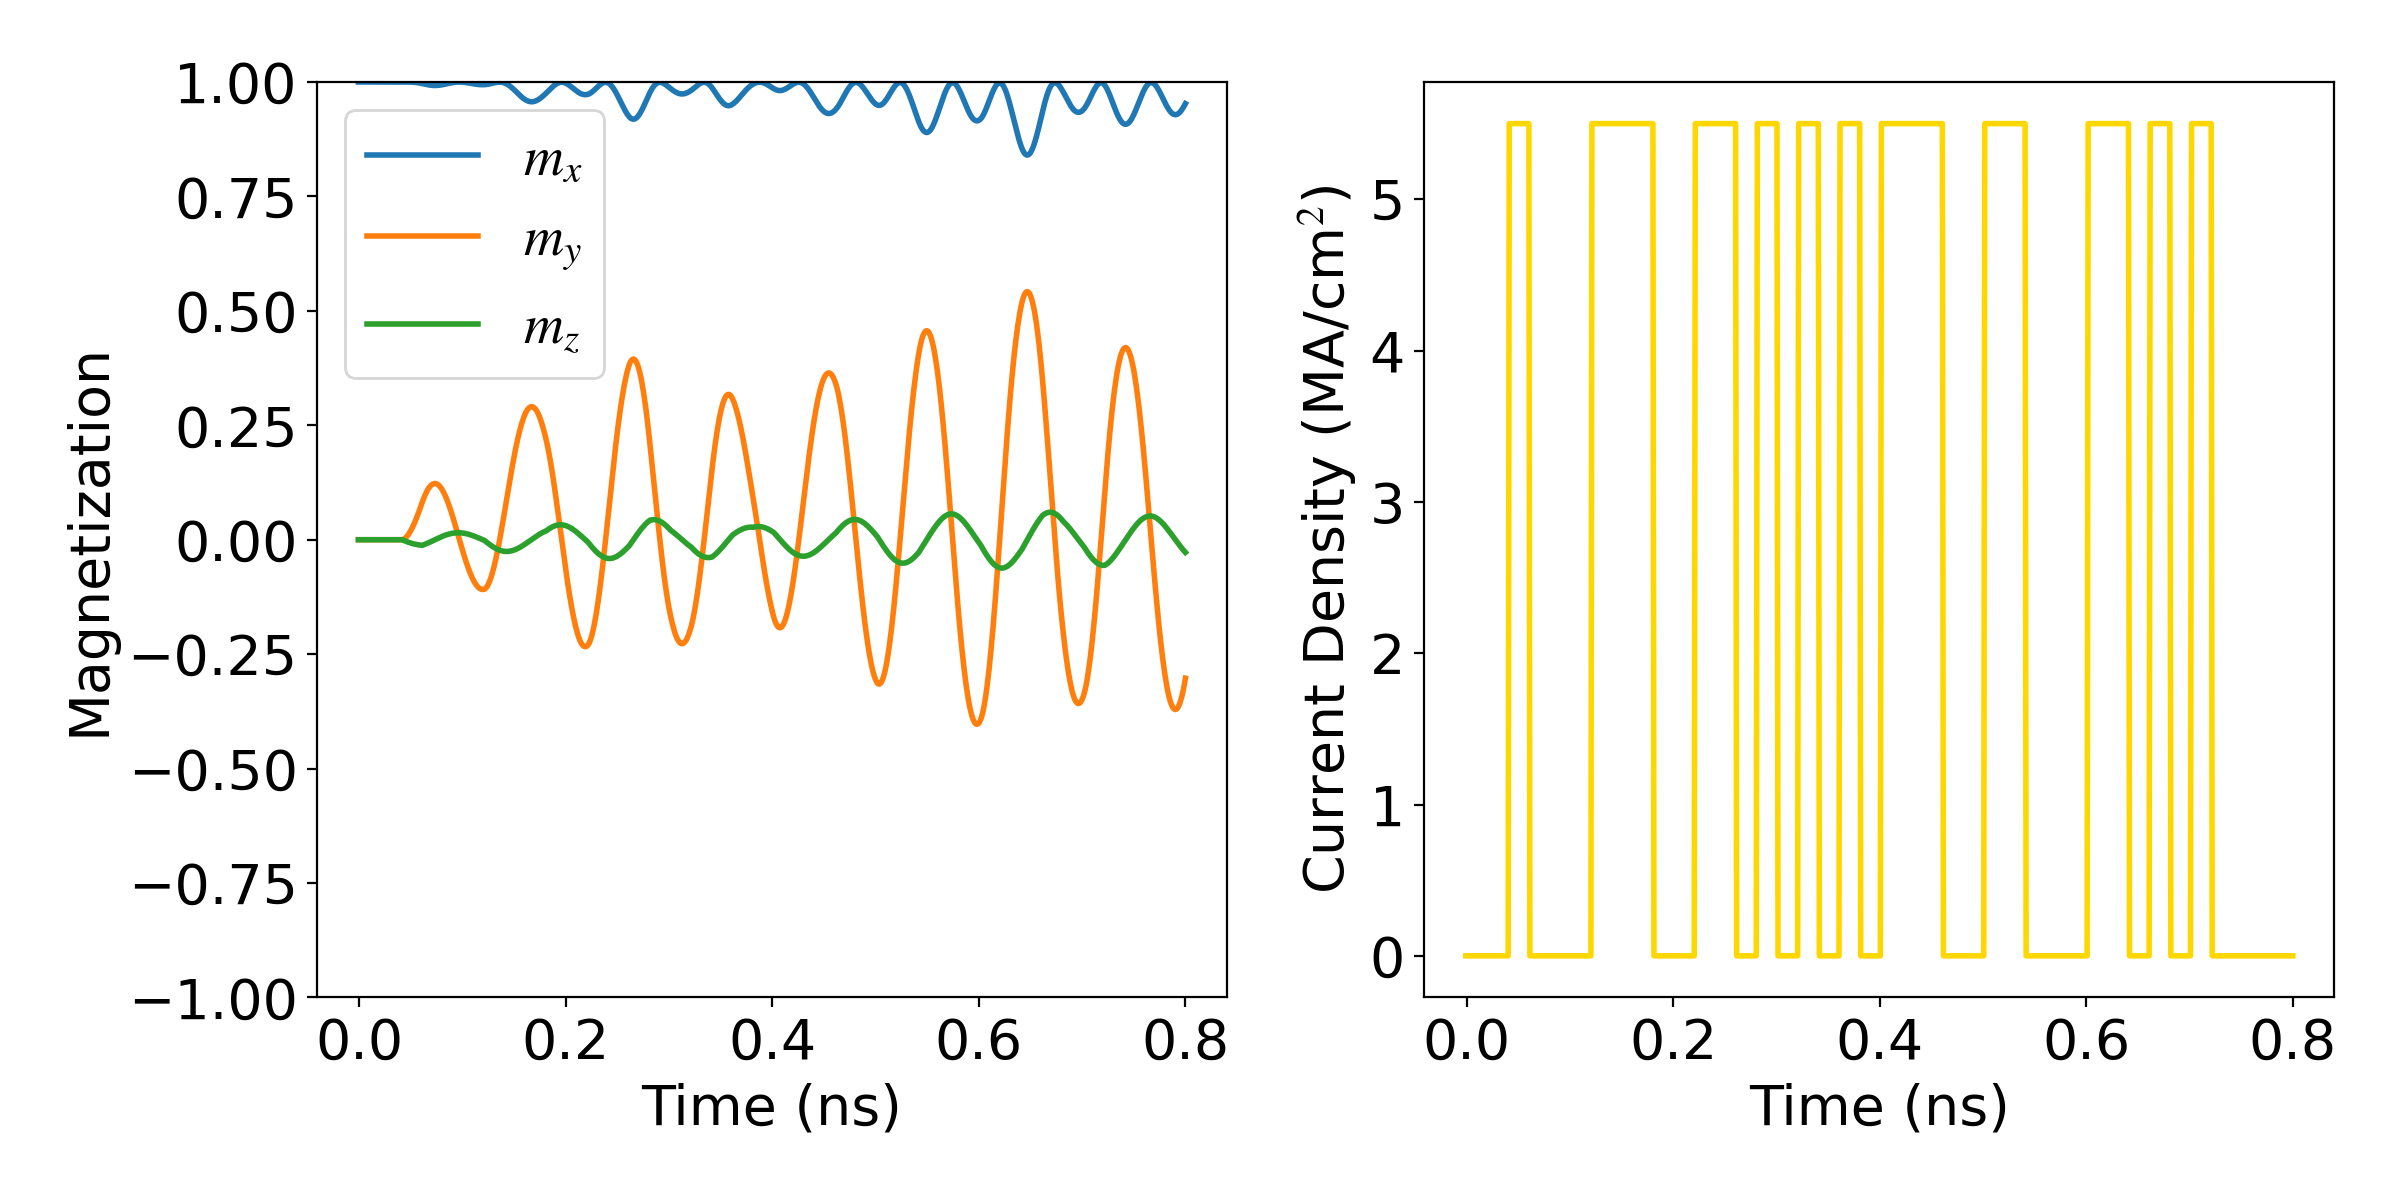 Magnetization
1.00
0.75
0.50
0.25
0.00
−0.25
−0.50
−0.75
−1.00
m_x
m_y
m_z
0.0 0.2 0.4 0.6 0.8
Time (ns)
Current Density (MA/cm²)
5
4
3
2
1
0
0.0 0.2 0.4 0.6 0.8
Time (ns)